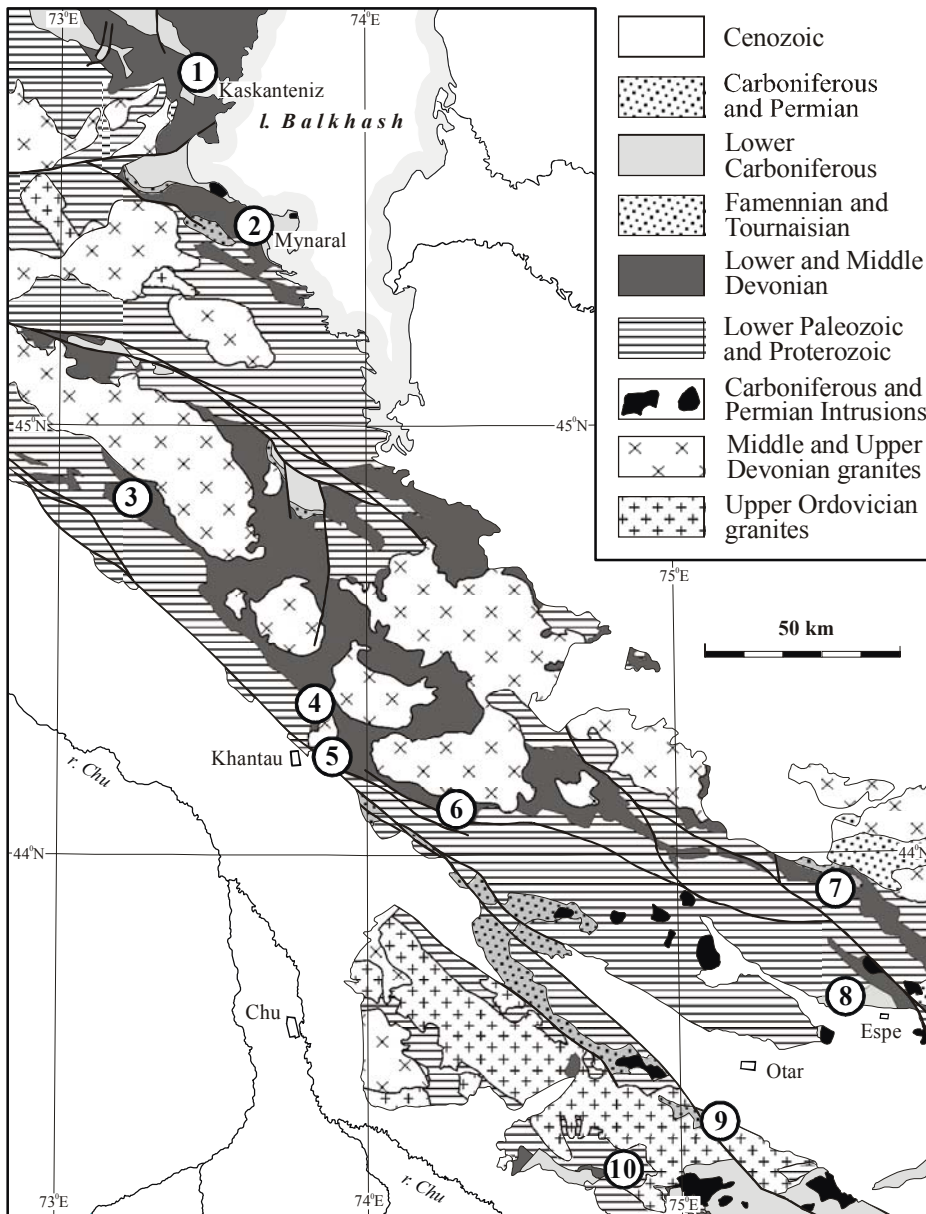 73°E
74°E
1
Kaskanteniz
l. Balkhash
2
Mynaral
45°N
45°N
3
75°E
50 km
4
Khantau
5
r. Chu
6
44°N
44°N
7
8
Espe
Chu
Otar
9
10
r. Chu
73°E
74°E
75°E
Cenozoic
Carboniferous
and Permian
Lower
Carboniferous
Famennian and
Tournaisian
Lower and Middle
Devonian
Lower Paleozoic
and Proterozoic
Carboniferous and
Permian Intrusions
Middle and Upper
Devonian granites
Upper Ordovician
granites